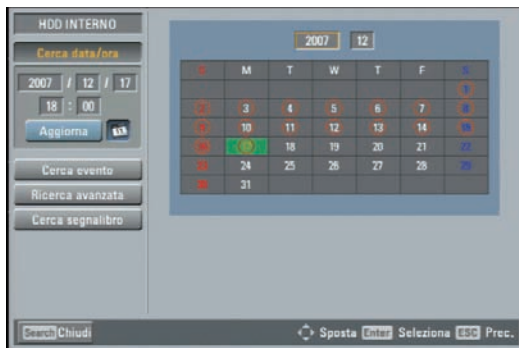 HDD INTERNO
Cerca data/ora
2007 / 12 / 17
18 : 00
Aggiorna
Cerca evento
Ricerca avanzata
Cerca segnalibro
2007 12
S M T W T F S
1
2 3 4 5 6 7 8
9 10 11 12 13 14 15
16 17 18 19 20 21 22
23 24 25 26 27 28 29
30 31
Search Chiudi
Sposta Enter Seleziona ESC Prec.